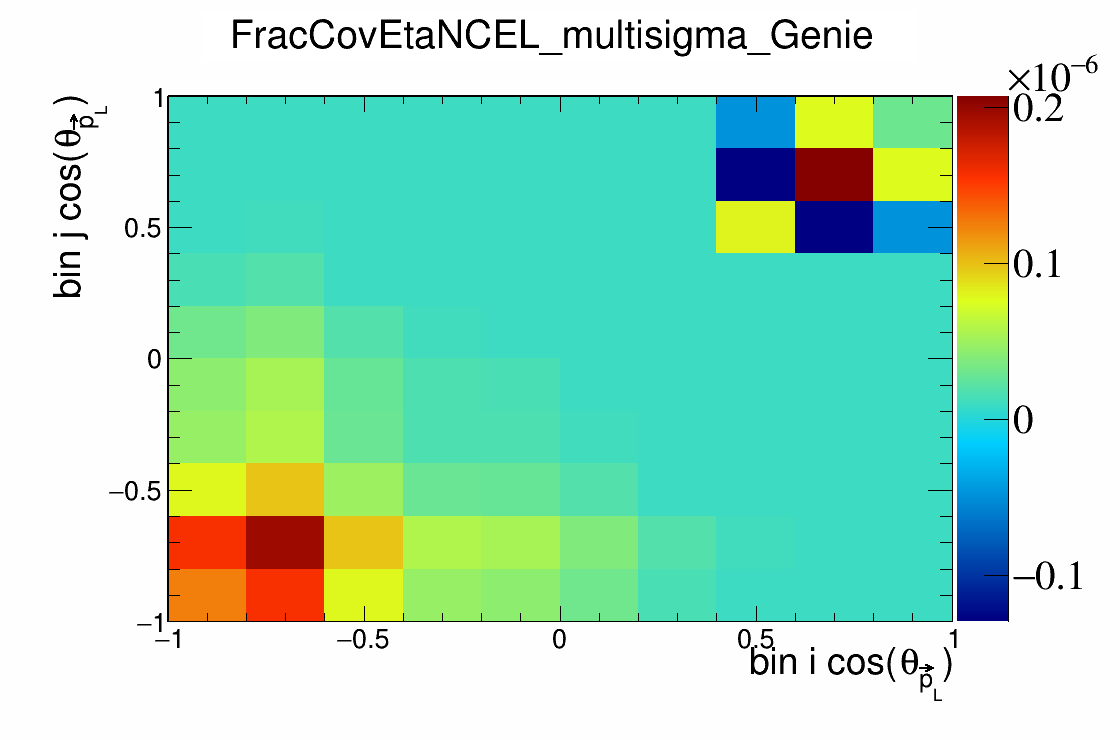 FracCovEtaNCEL_multisigma_Genie
×10⁻⁶
bin j cos(θ_p⃗_L)
1
0.5
0
−0.5
−1
−1 −0.5 0 0.5 1
bin i cos(θ_p⃗_L)
0.2
0.1
0
−0.1